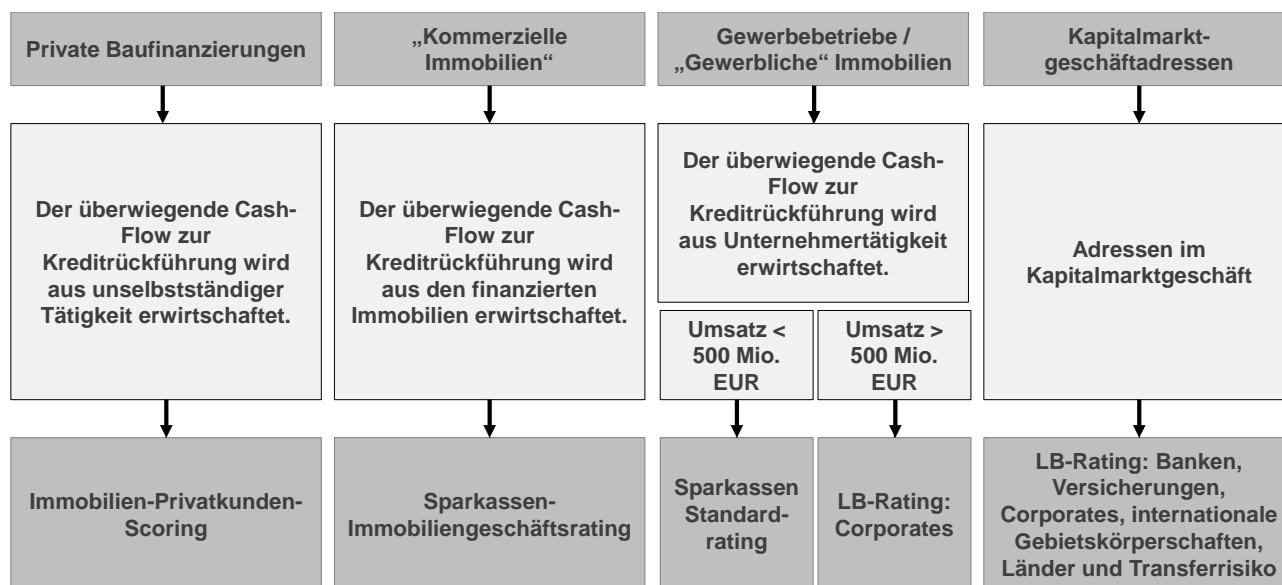 Private Baufinanzierungen
„Kommerzielle
Immobilien“
Gewerbebetriebe /
„Gewerbliche“ Immobilien
Kapitalmarkt-
geschäftadressen
Der überwiegende Cash-
Flow zur
Kreditrückführung wird
aus unselbstständiger
Tätigkeit erwirtschaftet.
Der überwiegende Cash-
Flow zur
Kreditrückführung wird
aus den finanzierten
Immobilien erwirtschaftet.
Der überwiegende Cash-
Flow zur
Kreditrückführung wird
aus Unternehmertätigkeit
erwirtschaftet.
Umsatz <
500 Mio.
EUR
Umsatz >
500 Mio.
EUR
Adressen im
Kapitalmarktgeschäft
Immobilien-Privatkunden-
Scoring
Sparkassen-
Immobiliengeschäftsrating
Sparkassen
Standard-
rating
LB-Rating:
Corporates
LB-Rating: Banken,
Versicherungen,
Corporates, internationale
Gebietskörperschaften,
Länder und Transferrisiko